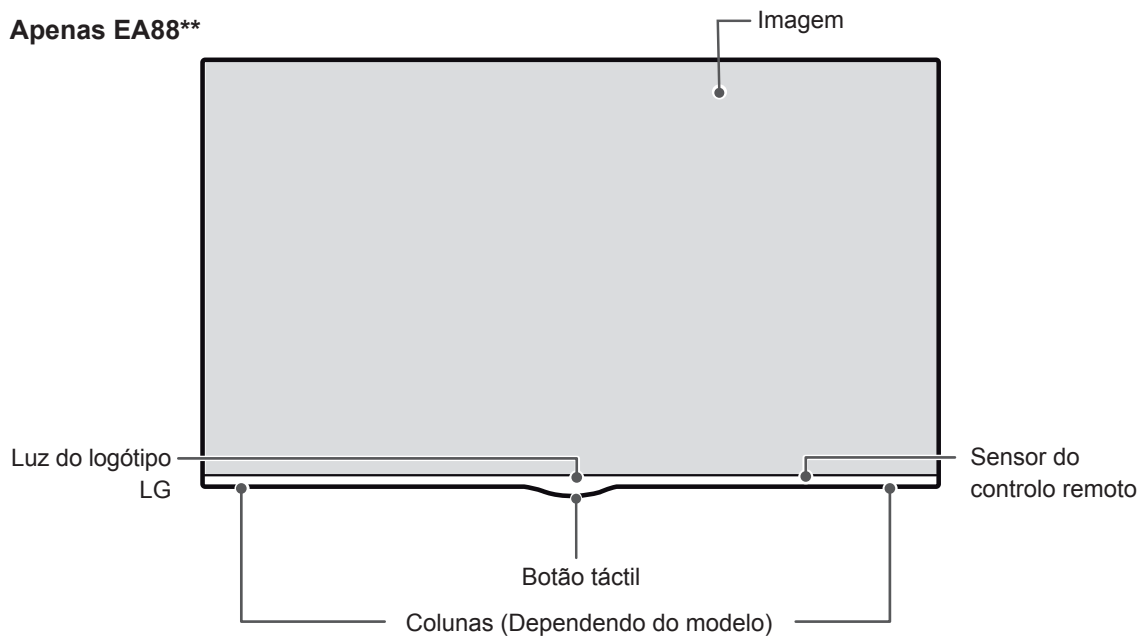 Apenas EA88**
Imagem
Luz do logótipo
LG
Sensor do
controlo remoto
Botão táctil
Colunas (Dependendo do modelo)